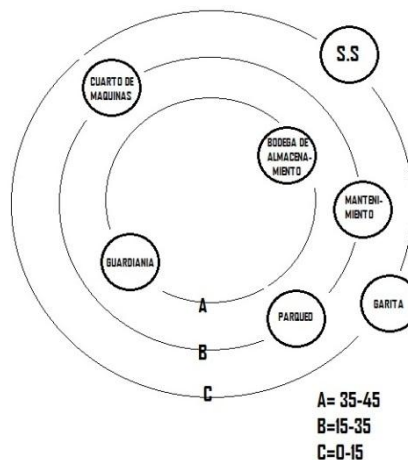 S.S
CUARTO DE
MAQUINAS
BODEGA DE
ALMACENA-
MIENTO
MANTENI-
MIENTO
GUARDIANIA
GARITA
PARQUEO
A
B
C
A= 35-45
B=15-35
C=0-15